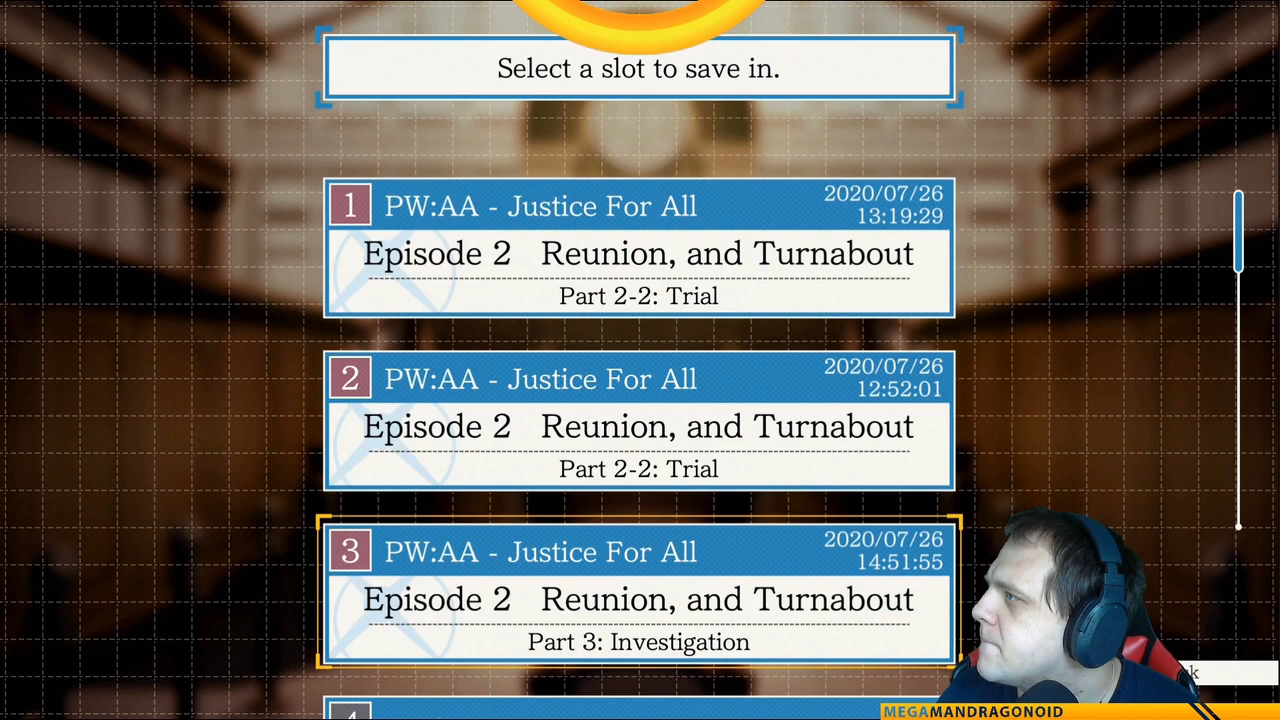 Select a slot to save in.
1 PW:AA - Justice For All 2020/07/26
13:19:29
Episode 2 Reunion, and Turnabout
Part 2-2: Trial
2 PW:AA - Justice For All 2020/07/26
12:52:01
Episode 2 Reunion, and Turnabout
Part 2-2: Trial
3 PW:AA - Justice For All 2020/07/26
14:51:55
Episode 2 Reunion, and Turnabout
Part 3: Investigation
4
MEGAMANDRAGONOID